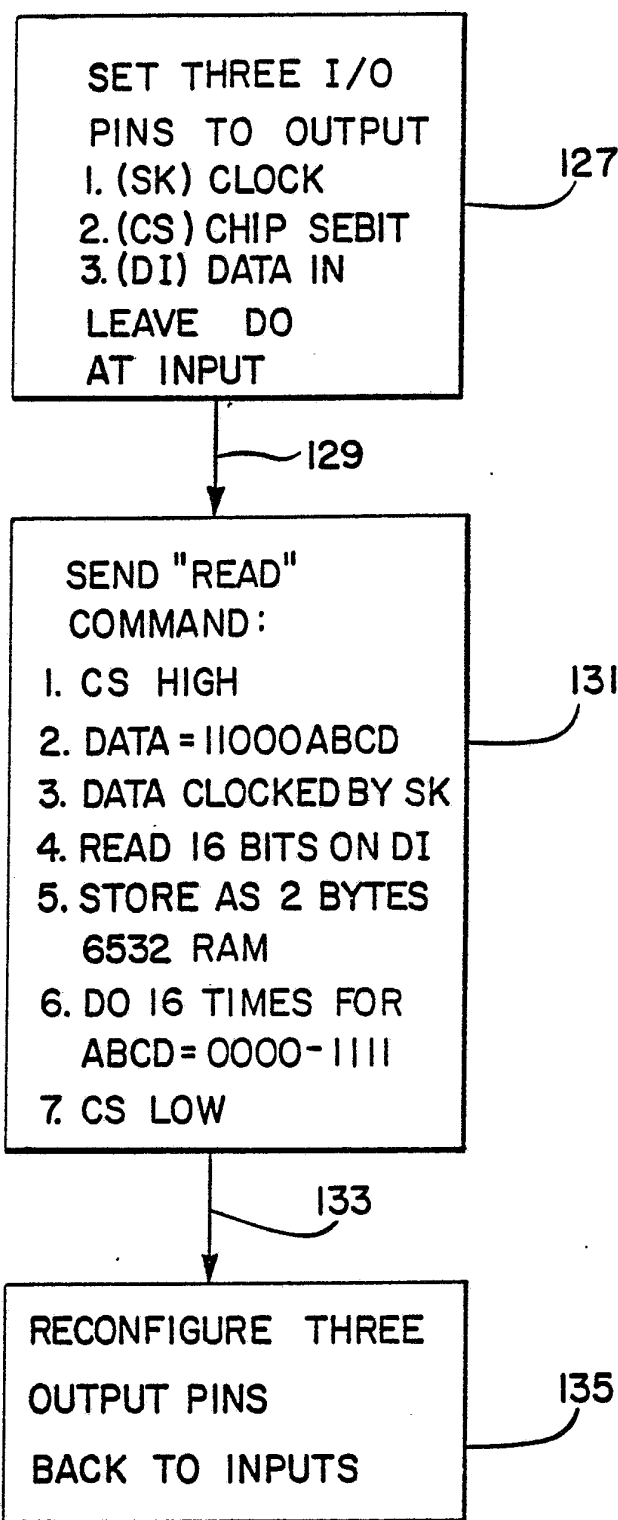 SET THREE I/O
PINS TO OUTPUT
1. (SK) CLOCK
2. (CS) CHIP SEBIT
3. (DI) DATA IN
LEAVE DO
AT INPUT
127
129
SEND "READ"
COMMAND:
1. CS HIGH
2. DATA = 11000ABCD
3. DATA CLOCKED BY SK
4. READ 16 BITS ON DI
5. STORE AS 2 BYTES
6532 RAM
6. DO 16 TIMES FOR
ABCD = 0000-1111
7. CS LOW
131
133
RECONFIGURE THREE
OUTPUT PINS
BACK TO INPUTS
135